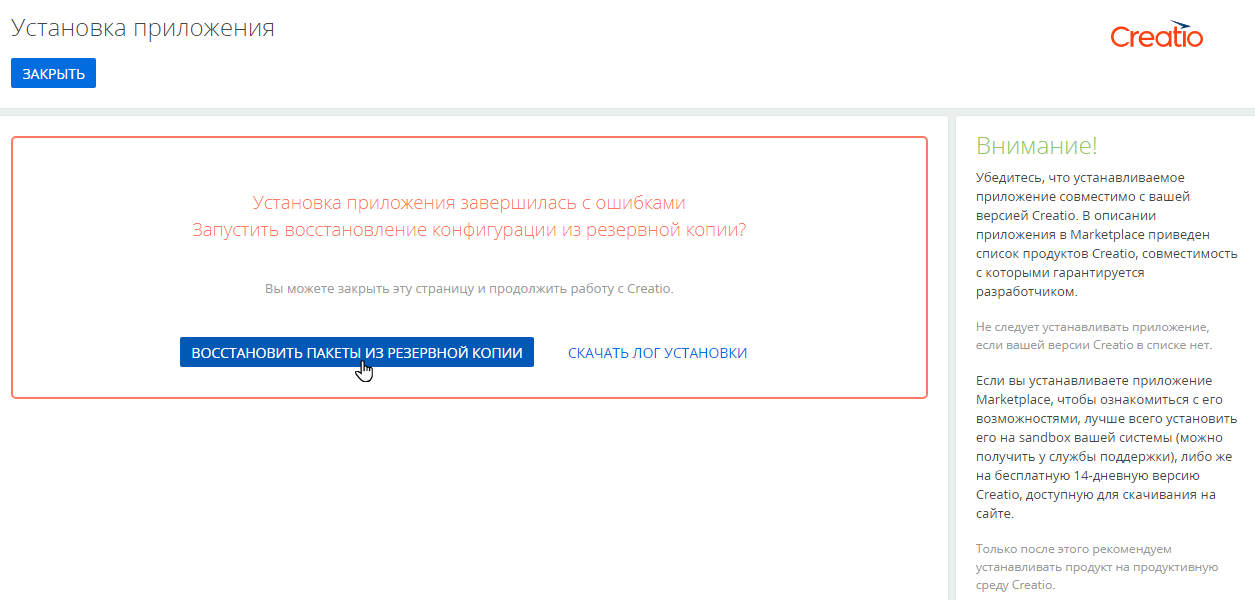 Установка приложения
Creatio
ЗАКРЫТЬ
Установка приложения завершилась с ошибками
Запустить восстановление конфигурации из резервной копии?
Вы можете закрыть эту страницу и продолжить работу с Creatio.
ВОССТАНОВИТЬ ПАКЕТЫ ИЗ РЕЗЕРВНОЙ КОПИИ
СКАЧАТЬ ЛОГ УСТАНОВКИ
Внимание!
Убедитесь, что устанавливаемое
приложение совместимо с вашей
версией Creatio. В описании
приложения в Marketplace приведен
список продуктов Creatio, совместимость
с которыми гарантируется
разработчиком.
Не следует устанавливать приложение,
если вашей версии Creatio в списке нет.
Если вы устанавливаете приложение
Marketplace, чтобы ознакомиться с его
возможностями, лучше всего установить
его на sandbox вашей системы (можно
получить у службы поддержки), либо же
на бесплатную 14-дневную версию
Creatio, доступную для скачивания на
сайте.
Только после этого рекомендуем
устанавливать продукт на продуктивную
среду Creatio.